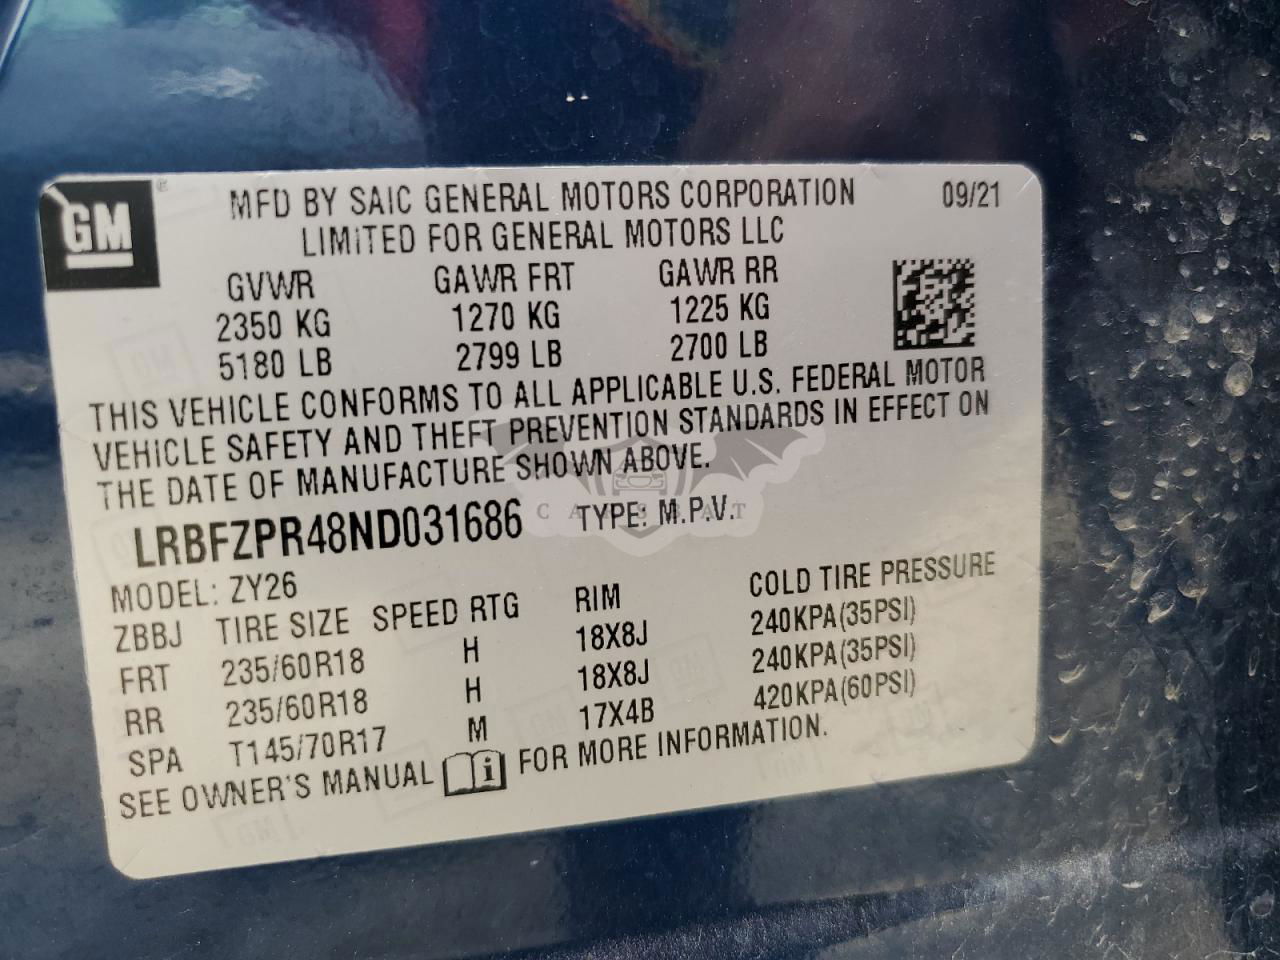 GM ® MFD BY SAIC GENERAL MOTORS CORPORATION 09/21
LIMITED FOR GENERAL MOTORS LLC
GVWR GAWR FRT GAWR RR
2350 KG 1270 KG 1225 KG
5180 LB 2799 LB 2700 LB
THIS VEHICLE CONFORMS TO ALL APPLICABLE U.S. FEDERAL MOTOR
VEHICLE SAFETY AND THEFT PREVENTION STANDARDS IN EFFECT ON
THE DATE OF MANUFACTURE SHOWN ABOVE.
CARSBAT
LRBFZPR48ND031686 TYPE: M.P.V.
MODEL: ZY26
ZBBJ TIRE SIZE SPEED RTG RIM COLD TIRE PRESSURE
FRT 235/60R18 H 18X8J 240KPA(35PSI)
RR 235/60R18 H 18X8J 240KPA(35PSI)
SPA T145/70R17 M 17X4B 420KPA(60PSI)
SEE OWNER'S MANUAL i FOR MORE INFORMATION.